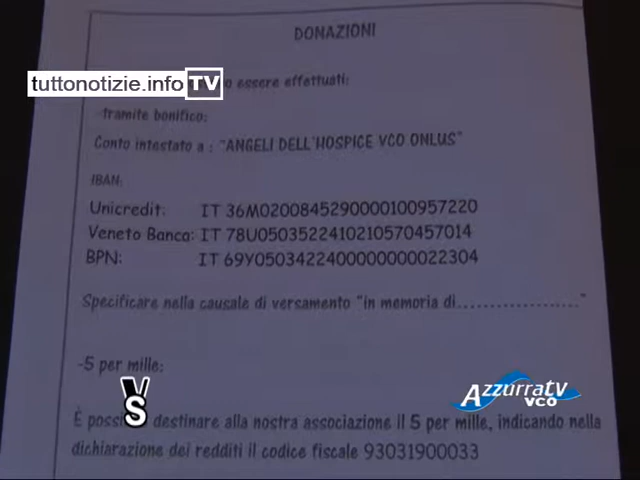 DONAZIONI
tuttonotizie.info TV
essere effettuati:
-tramite bonifico:
Conto intestato a : "ANGELI DELL'HOSPICE VCO ONLUS"
IBAN:
Unicredit: IT 36M0200845290000100957220
Veneto Banca: IT 78U0503522410210570457014
BPN: IT 69Y0503422400000000022304
Specificare nella causale di versamento "in memoria di...................."
-5 per mille:
VS
Azzurratv
VCO
È destinare alla nostra associazione il 5 per mille, indicando nella
dichiarazione dei redditi il codice fiscale 93031900033